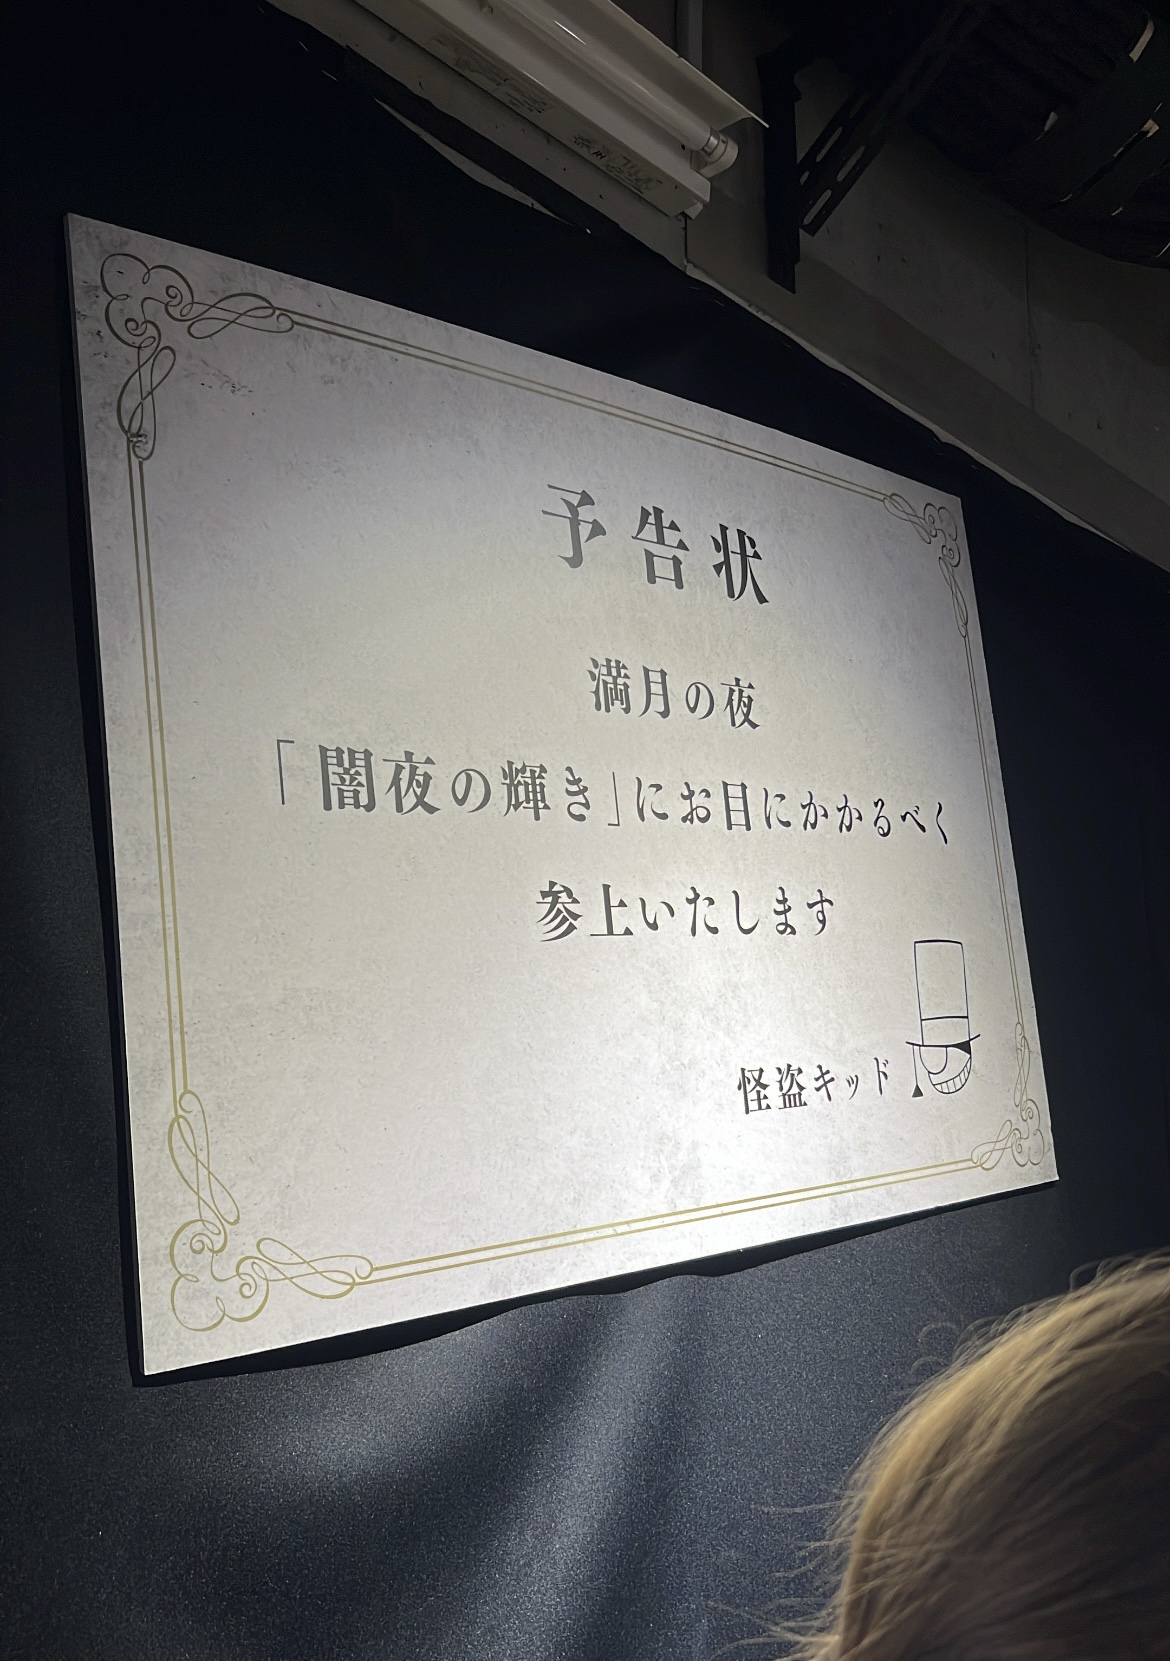 予告状
満月の夜
「闇夜の輝き」にお目にかかるべく
参上いたします
怪盗キッド